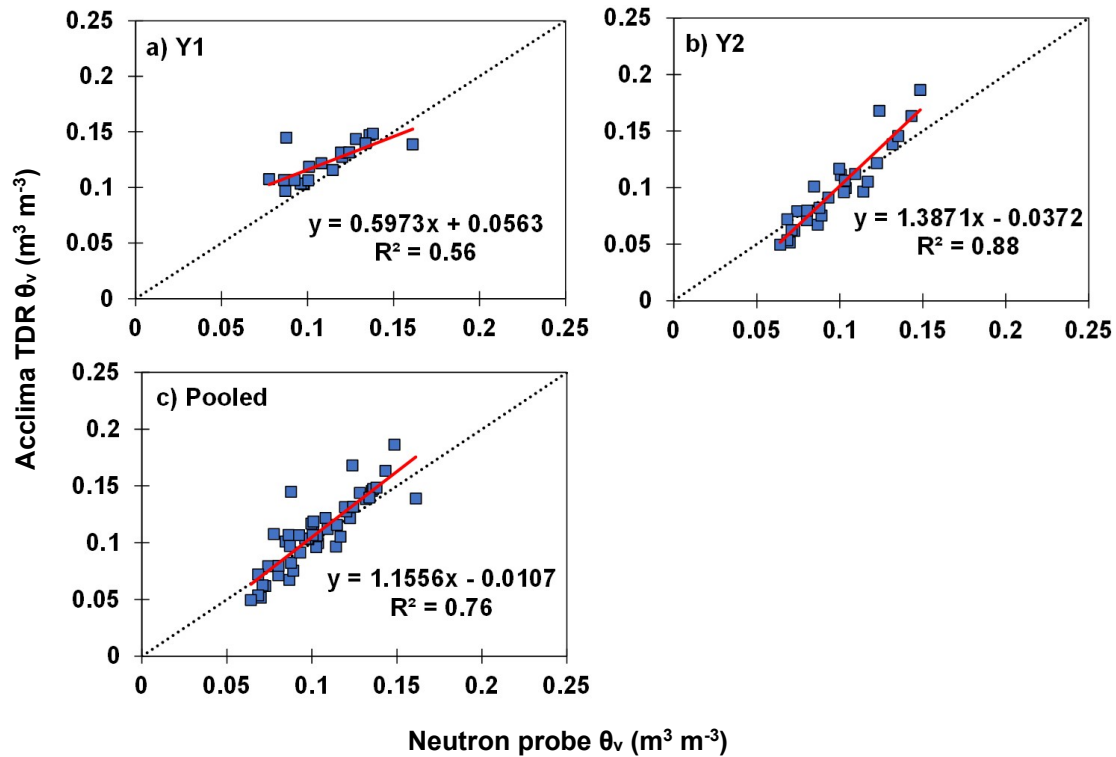 Acclima TDR θᵥ (m³ m⁻³)
a) Y1
0.25
0.2
0.15
0.1
0.05
0
y = 0.5973x + 0.0563
R² = 0.56
0 0.05 0.1 0.15 0.2 0.25
b) Y2
0.25
0.2
0.15
0.1
0.05
0
y = 1.3871x - 0.0372
R² = 0.88
0 0.05 0.1 0.15 0.2 0.25
c) Pooled
0.25
0.2
0.15
0.1
0.05
0
y = 1.1556x - 0.0107
R² = 0.76
0 0.05 0.1 0.15 0.2 0.25
Neutron probe θᵥ (m³ m⁻³)